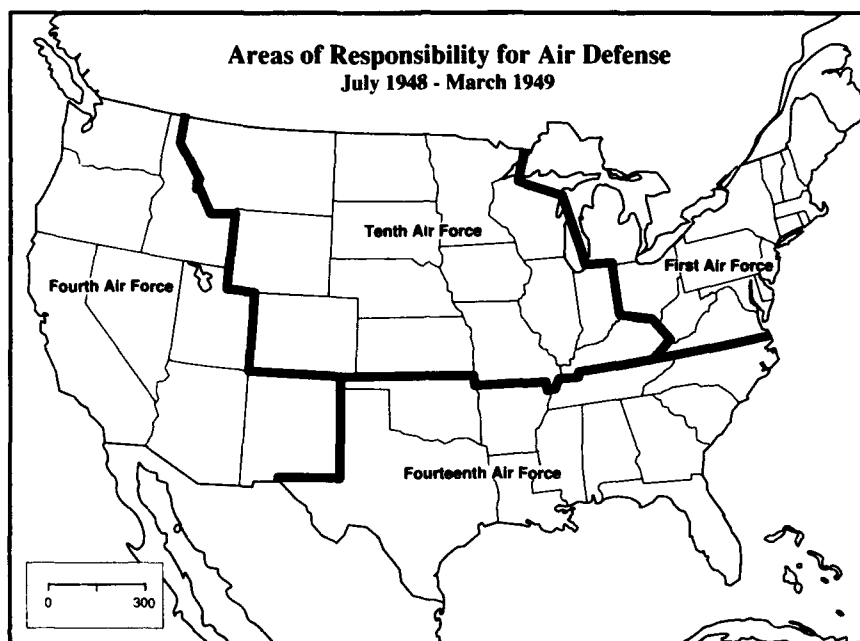 Areas of Responsibility for Air Defense
July 1948 - March 1949
Tenth Air Force
First Air Force
Fourth Air Force
Fourteenth Air Force
0 300